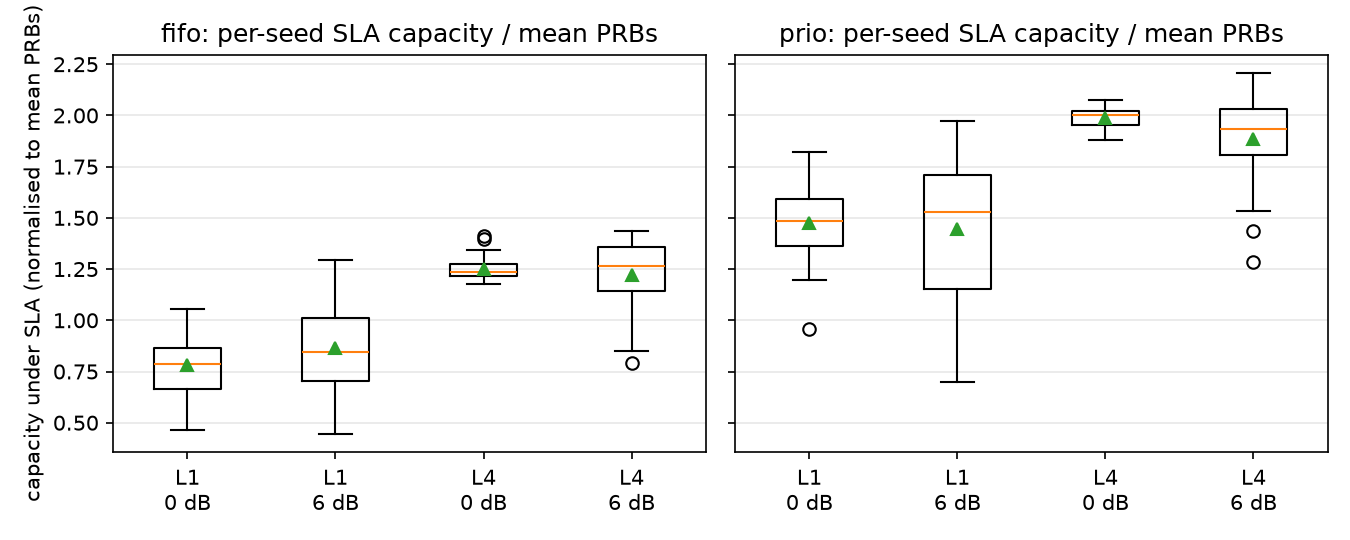 fifo: per-seed SLA capacity / mean PRBs
prio: per-seed SLA capacity / mean PRBs
capacity under SLA (normalised to mean PRBs)
2.25
2.00
1.75
1.50
1.25
1.00
0.75
0.50
L1
0 dB
L1
6 dB
L4
0 dB
L4
6 dB
L1
0 dB
L1
6 dB
L4
0 dB
L4
6 dB